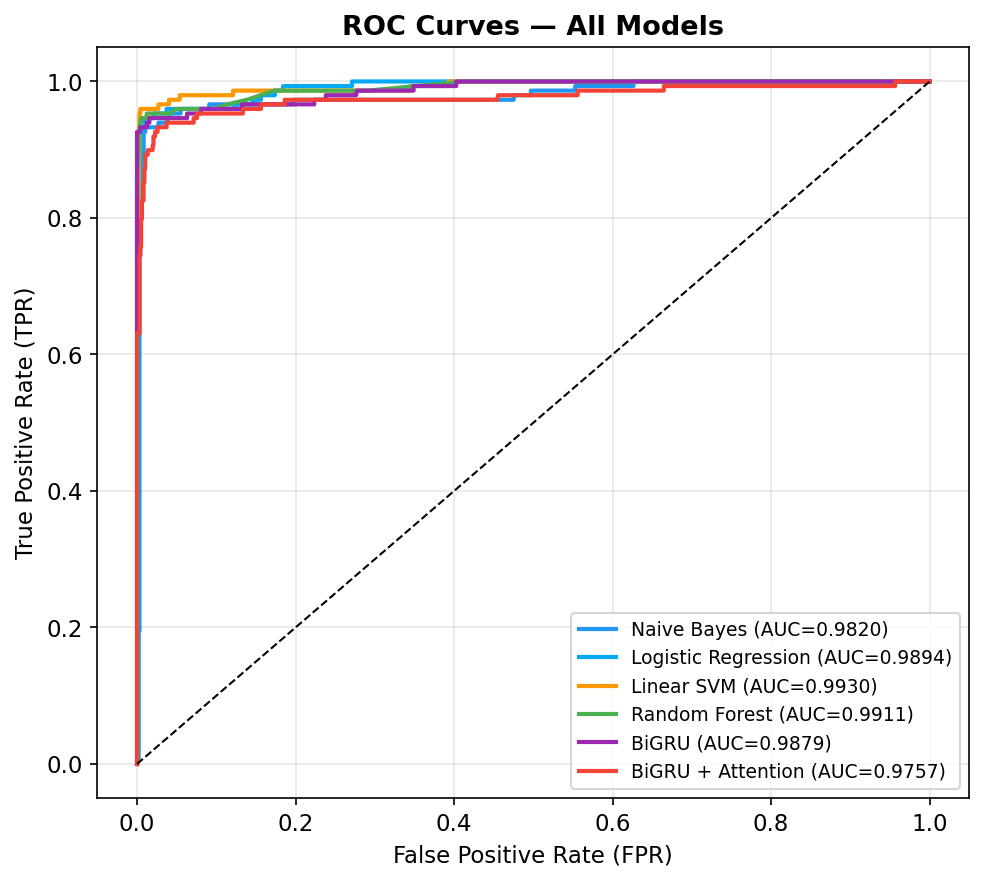 ROC Curves — All Models
True Positive Rate (TPR)
1.0
0.8
0.6
0.4
0.2
0.0
Naive Bayes (AUC=0.9820)
Logistic Regression (AUC=0.9894)
Linear SVM (AUC=0.9930)
Random Forest (AUC=0.9911)
BiGRU (AUC=0.9879)
BiGRU + Attention (AUC=0.9757)
0.0 0.2 0.4 0.6 0.8 1.0
False Positive Rate (FPR)